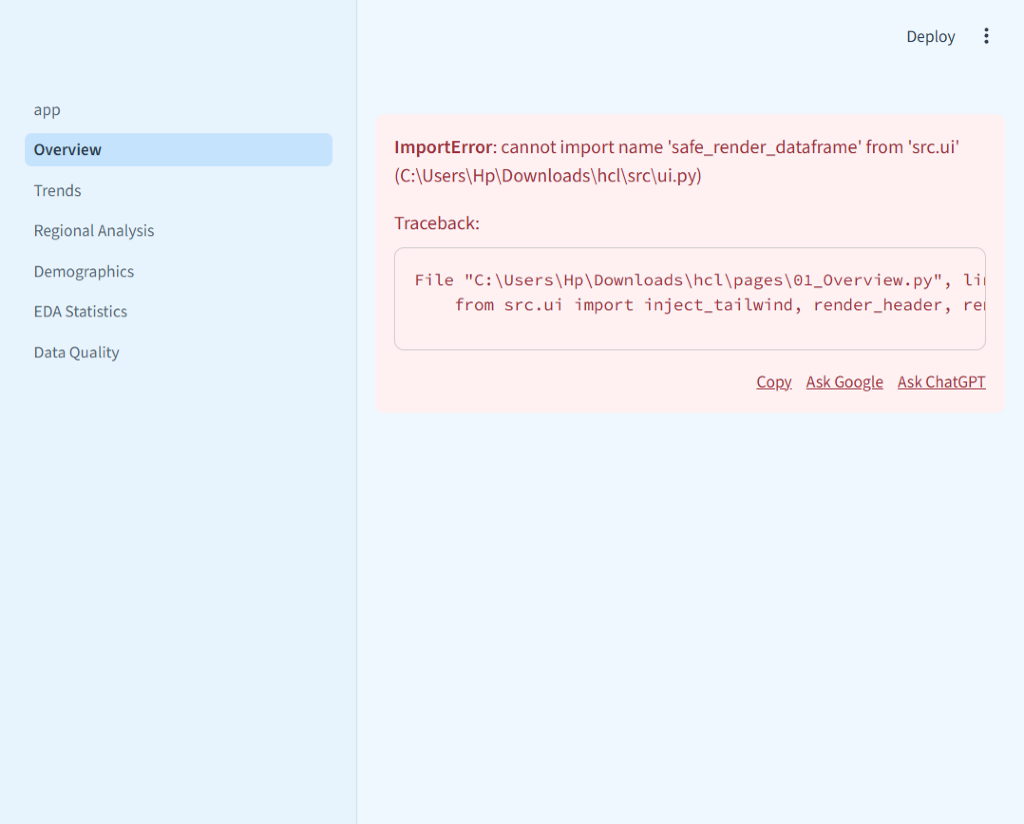 Deploy
app
Overview
Trends
Regional Analysis
Demographics
EDA Statistics
Data Quality
ImportError: cannot import name 'safe_render_dataframe' from 'src.ui'
(C:\Users\Hp\Downloads\hcl\src\ui.py)
Traceback:
File "C:\Users\Hp\Downloads\hcl\pages\01_Overview.py",
from src.ui import inject_tailwind, render_header,
Copy Ask Google Ask ChatGPT